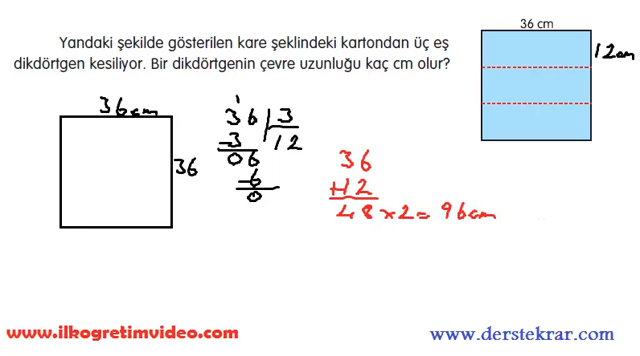 36 cm
Yandaki şekilde gösterilen kare şeklindeki kartondan üç eş
dikdörtgen kesiliyor. Bir dikdörtgenin çevre uzunluğu kaç cm olur?
12cm
36cm
36
36 3
-3 12
06
-6
0
36
+12
48 x 2 = 96cm
www.ilkogretimvideo.com
www.derstekrar.com